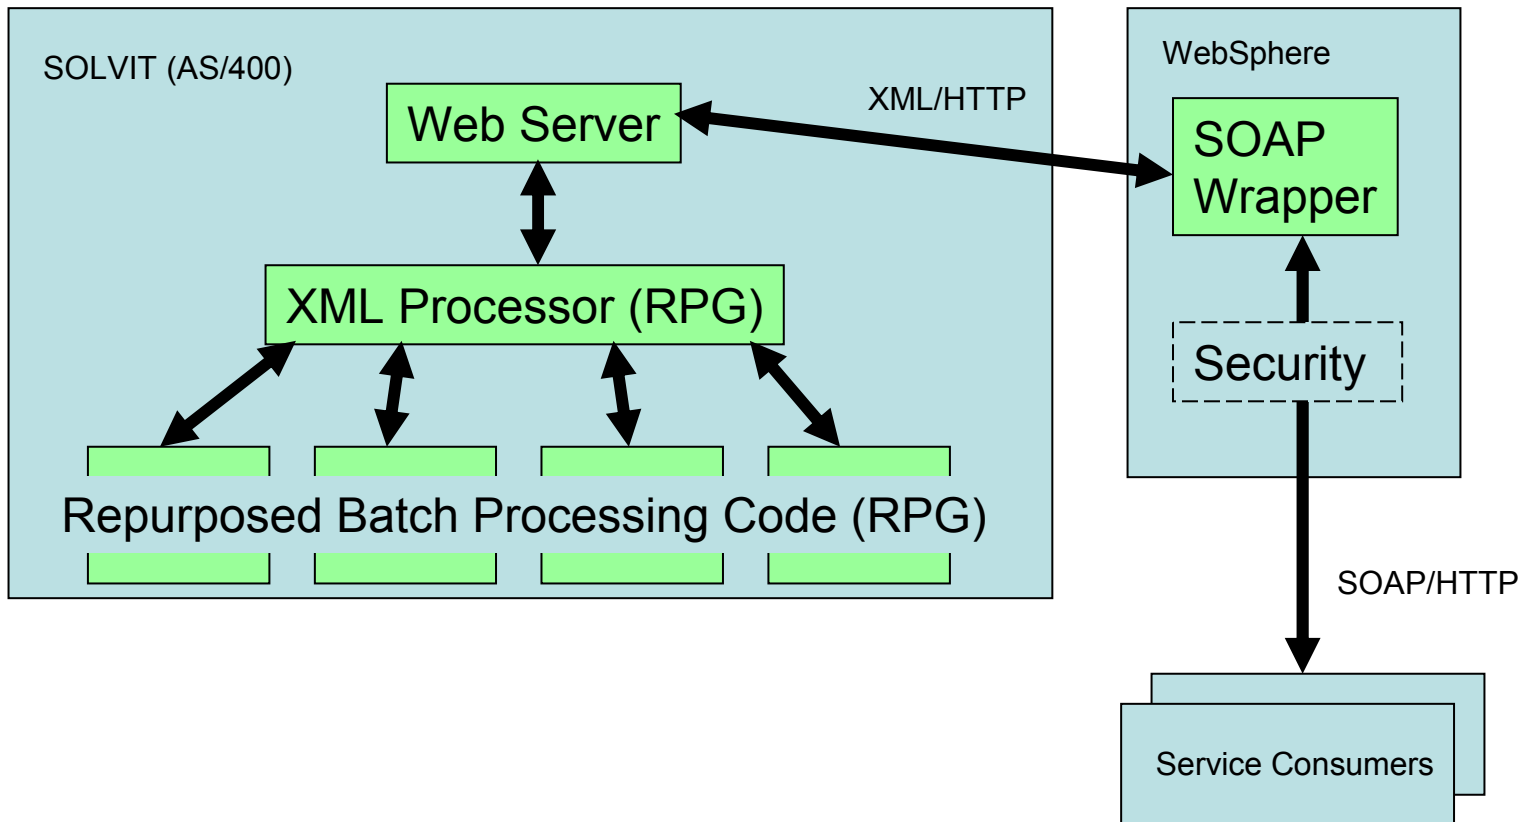 SOLVIT (AS/400)
Web Server
XML/HTTP
WebSphere
SOAP
Wrapper
XML Processor (RPG)
Security
Repurposed Batch Processing Code (RPG)
SOAP/HTTP
Service Consumers